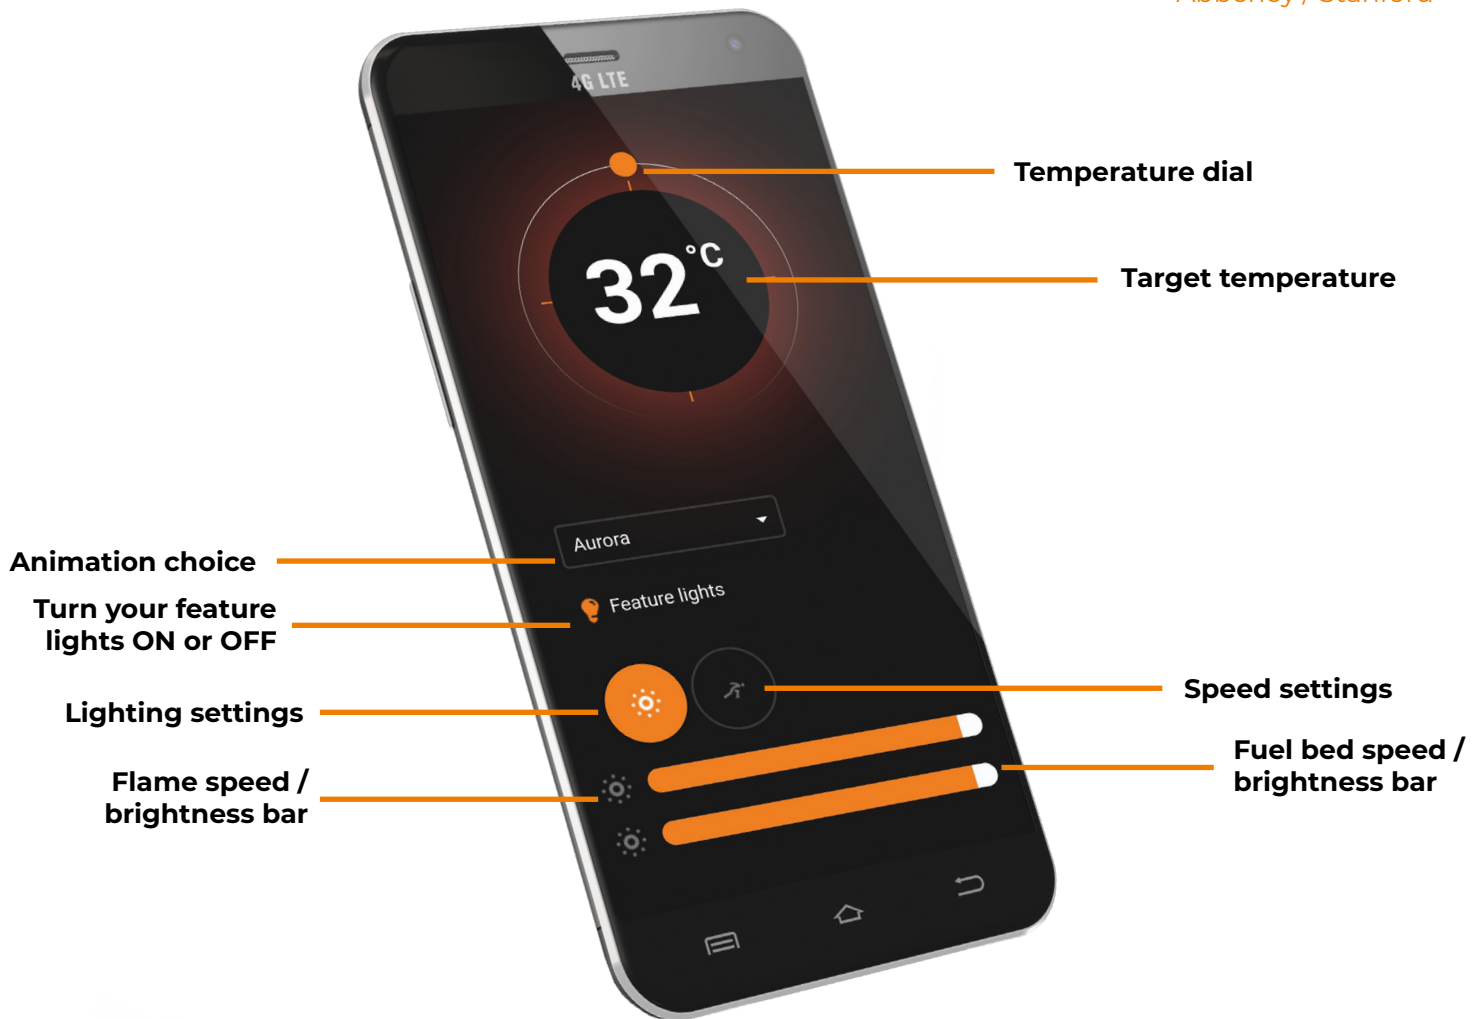 4G LTE
Temperature dial
32°C
Target temperature
Aurora
Animation choice
Feature lights
Turn your feature
lights ON or OFF
Speed settings
Lighting settings
Fuel bed speed /
brightness bar
Flame speed /
brightness bar